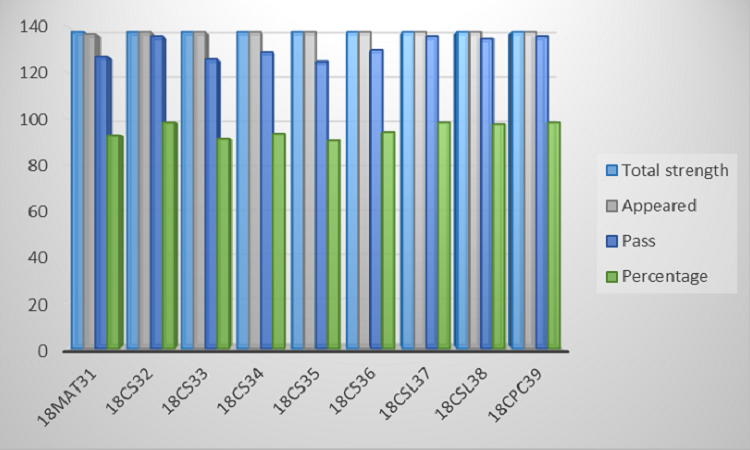 140
120
100
80
60
40
20
0
18MAT31
18CS32
18CS33
18CS34
18CS35
18CS36
18CSL37
18CSL38
18CPC39
Total strength
Appeared
Pass
Percentage